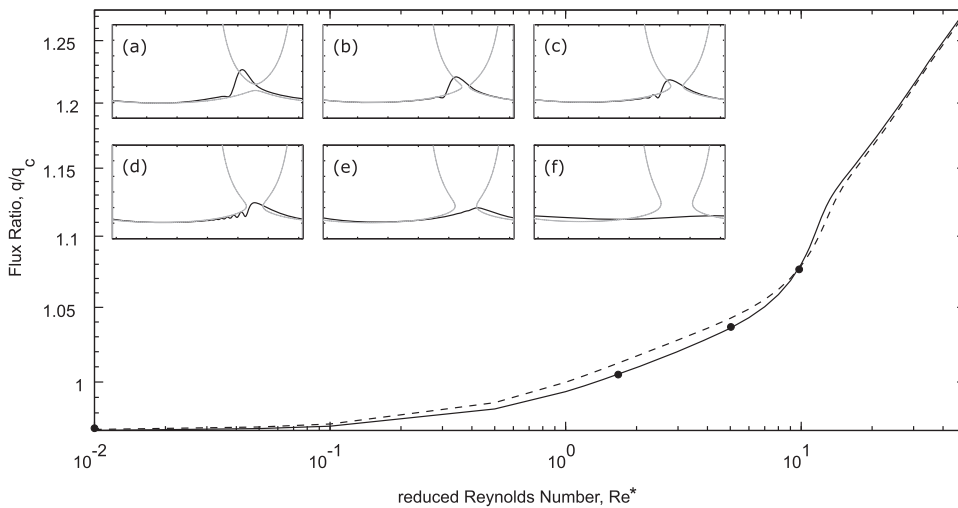 Flux Ratio, q/q_c
1.25
1.2
1.15
1.1
1.05
1
(a)
(b)
(c)
(d)
(e)
(f)
10^-2
10^-1
10^0
10^1
reduced Reynolds Number, Re*